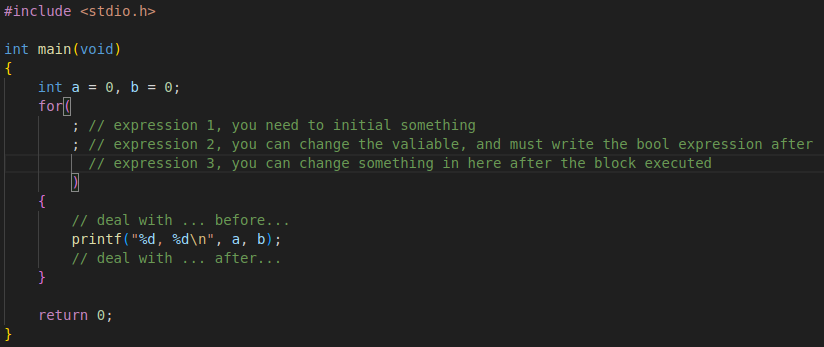 #include <stdio.h>
int main(void)
{
int a = 0, b = 0;
for(
; // expression 1, you need to initial something
; // expression 2, you can change the valiable, and must write the bool expression after
// expression 3, you can change something in here after the block executed
)
{
// deal with ... before...
printf("%d, %d\n", a, b);
// deal with ... after...
}
return 0;
}